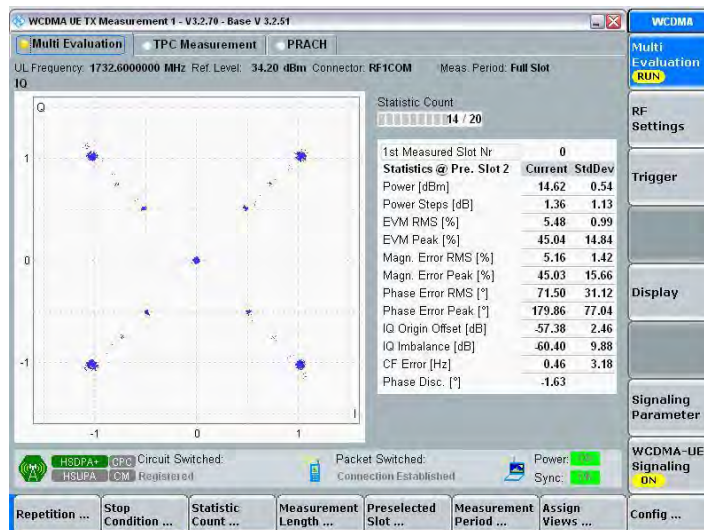 WCDMA UE TX Measurement 1 - V3.2.70 - Base V 3.2.51
WCDMA
Multi Evaluation
TPC Measurement
PRACH
Multi
Evaluation
RUN
UL Frequency: 1732.6000000 MHz Ref. Level: 34.20 dBm Connector: RF1COM Meas. Period: Full Slot
IQ
Q
1
0
-1
-1 0 1
I
Statistic Count
14 / 20
1st Measured Slot Nr 0
Statistics @ Pre. Slot 2 Current StdDev
Power [dBm] 14.62 0.54
Power Steps [dB] 1.36 1.13
EVM RMS [%] 5.48 0.99
EVM Peak [%] 45.04 14.84
Magn. Error RMS [%] 5.16 1.42
Magn. Error Peak [%] 45.03 15.66
Phase Error RMS [°] 71.50 31.12
Phase Error Peak [°] 179.86 77.04
IQ Origin Offset [dB] -57.38 2.46
IQ Imbalance [dB] -60.40 9.88
CF Error [Hz] 0.46 3.18
Phase Disc. [°] -1.63
RF
Settings
Trigger
Display
Signaling
Parameter
WCDMA-UE
Signaling
ON
HSDPA+ CPC Circuit Switched: Packet Switched: Power:
HSUPA CM Registered Connection Established Sync:
Repetition ...
Stop
Condition ...
Statistic
Count ...
Measurement
Length ...
Preselected
Slot ...
Measurement
Period ...
Assign
Views ...
Config ...